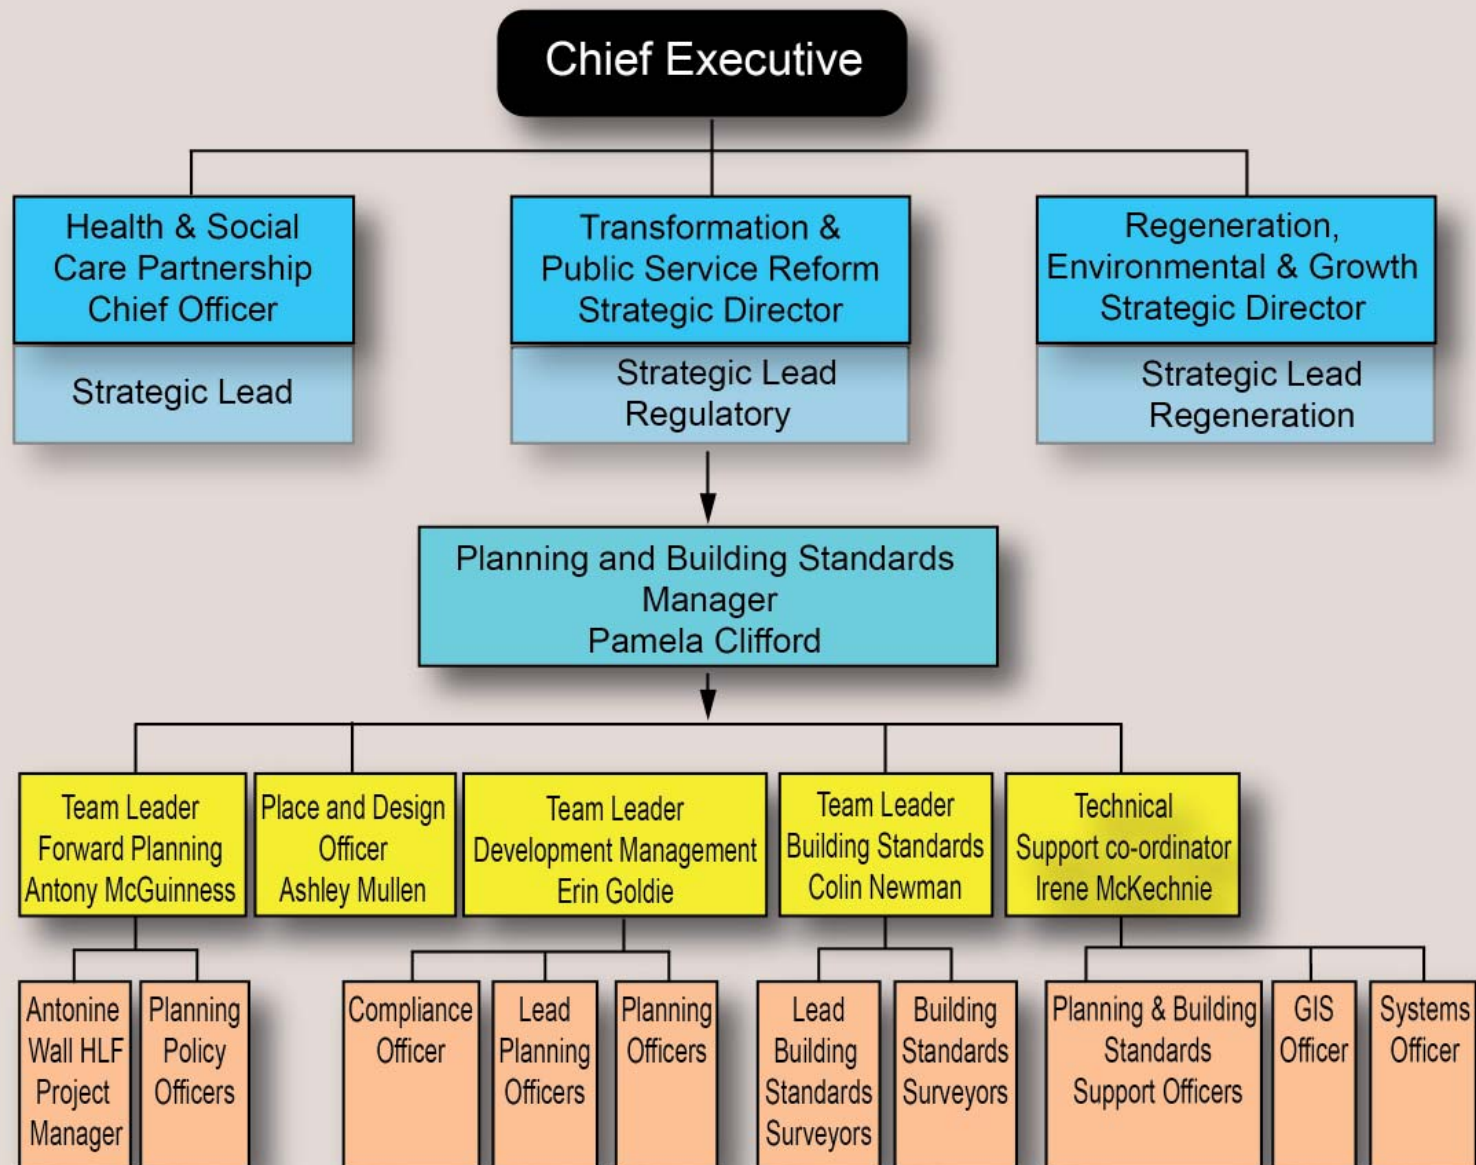 Chief Executive
Health & Social
Care Partnership
Chief Officer
Strategic Lead
Transformation &
Public Service Reform
Strategic Director
Strategic Lead
Regulatory
Regeneration,
Environmental & Growth
Strategic Director
Strategic Lead
Regeneration
Planning and Building Standards
Manager
Pamela Clifford
Team Leader
Forward Planning
Antony McGuinness
Place and Design
Officer
Ashley Mullen
Team Leader
Development Management
Erin Goldie
Team Leader
Building Standards
Colin Newman
Technical
Support co-ordinator
Irene McKechnie
Antonine
Wall HLF
Project
Manager
Planning
Policy
Officers
Compliance
Officer
Lead
Planning
Officers
Planning
Officers
Lead
Building
Standards
Surveyors
Building
Standards
Surveyors
Planning & Building
Standards
Support Officers
GIS
Officer
Systems
Officer